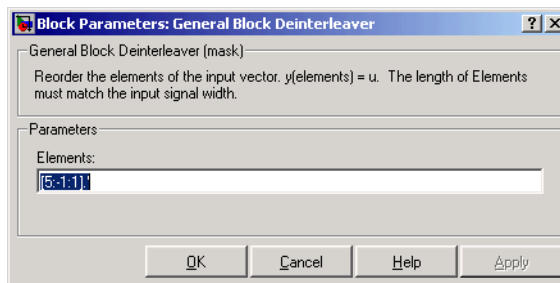 Block Parameters: General Block Deinterleaver
General Block Deinterleaver (mask)
Reorder the elements of the input vector. y(elements) = u. The length of Elements
must match the input signal width.
Parameters
Elements:
[5:-1:1].'
OK
Cancel
Help
Apply